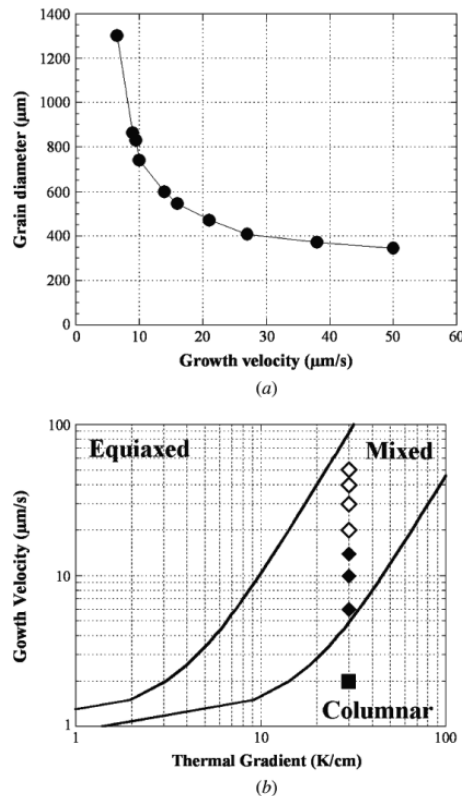 1400
1200
1000
800
600
400
200
0
Grain diameter (µm)
0 10 20 30 40 50 60
Growth velocity (µm/s)
(a)
100
10
1
Gowth Velocity (µm/s)
Equiaxed
Mixed
Columnar
1 10 100
Thermal Gradient (K/cm)
(b)